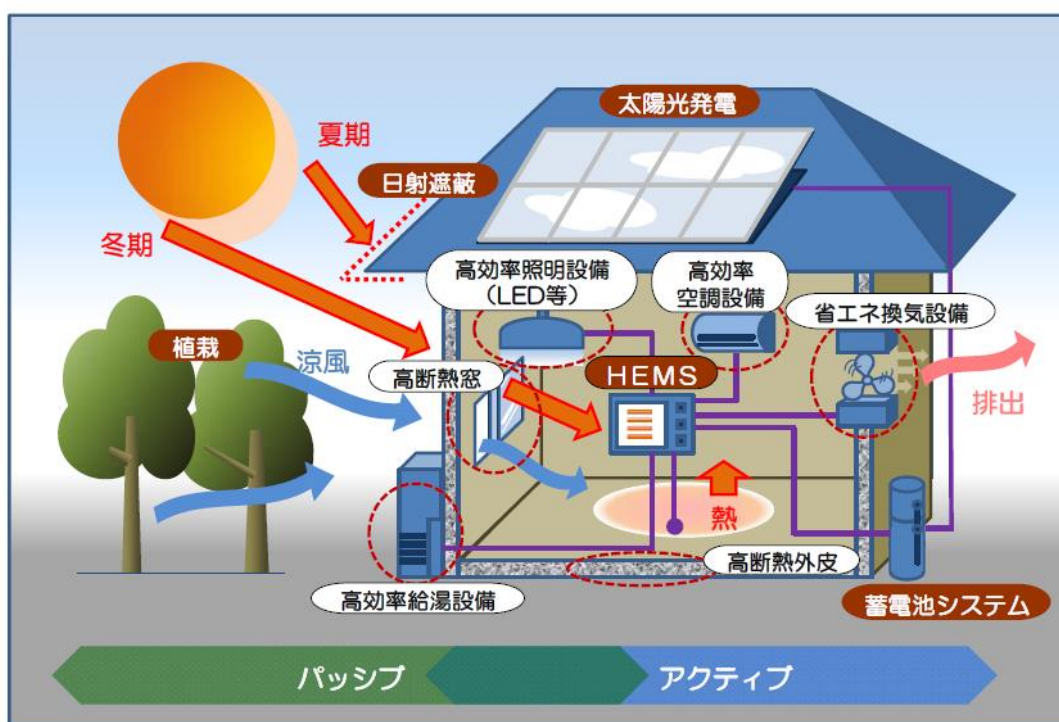 太陽光発電
夏期
日射遮蔽
冬期
高効率照明設備
（LED等）
高効率
空調設備
省エネ換気設備
植栽
涼風
高断熱窓
HEMS
排出
熱
高断熱外皮
高効率給湯設備
蓄電池システム
パッシブ
アクティブ